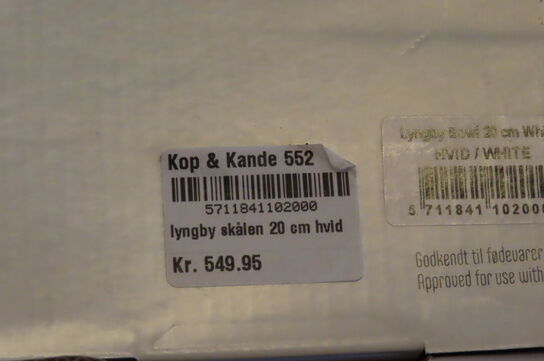 Kop & Kande 552
5711841102000
lyngby skålen 20 cm hvid
Kr. 549.95
Lyngby Bowl 20 cm
HVID / WHITE
5 711841
Godkendt til fødevarer
Approved for use with